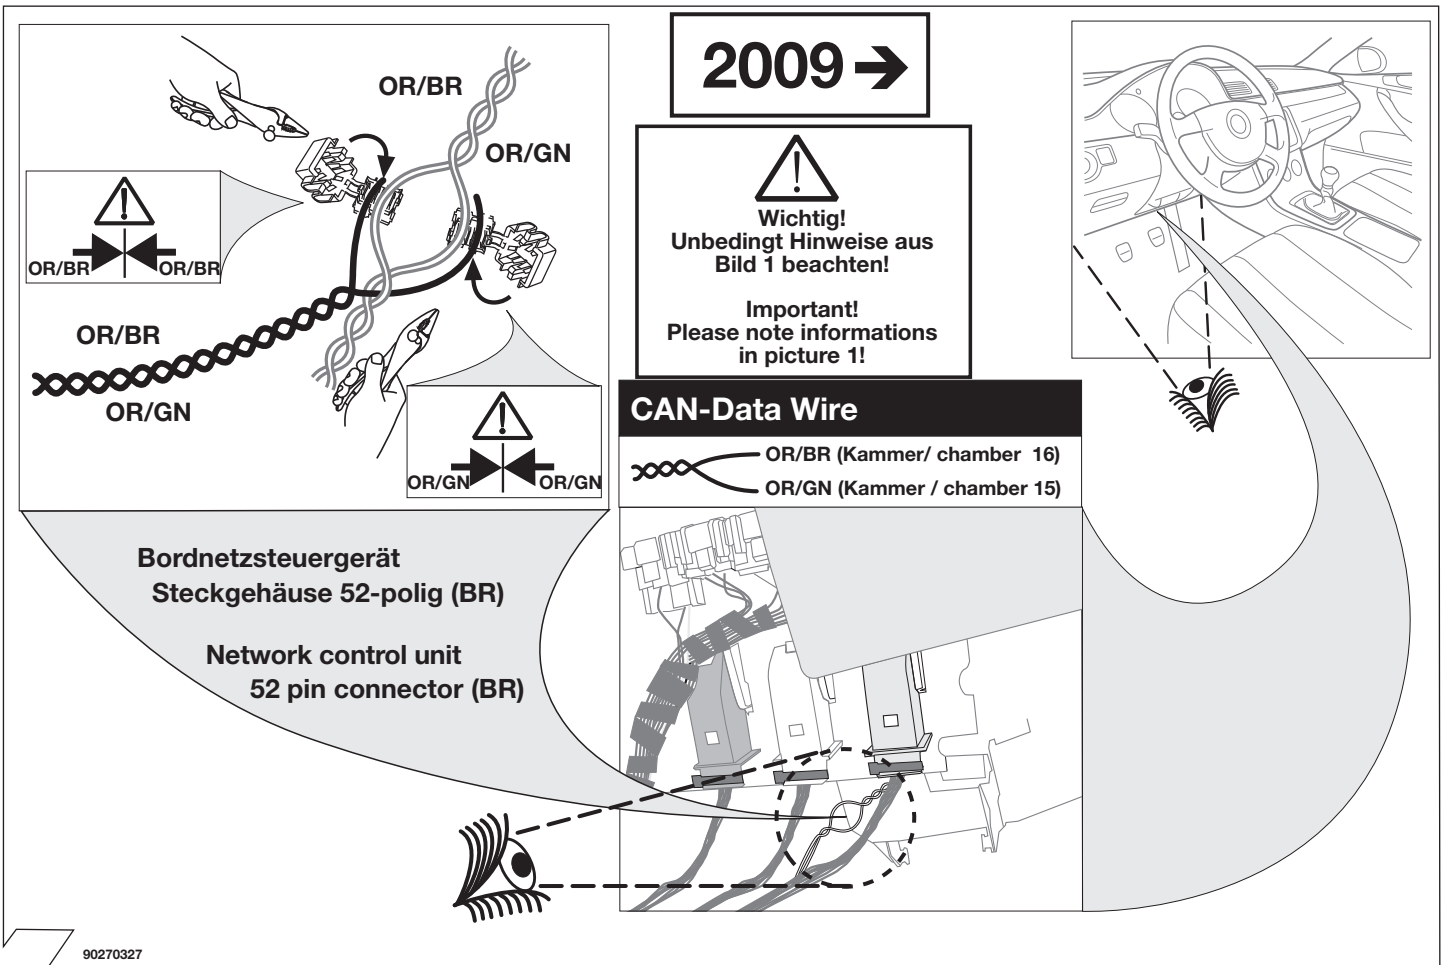 OR/BR
OR/GN
OR/BR OR/BR
OR/BR
OR/GN
OR/GN OR/GN
2009
Wichtig!
Unbedingt Hinweise aus
Bild 1 beachten!
Important!
Please note informations
in picture 1!
CAN-Data Wire
OR/BR (Kammer/ chamber 16)
OR/GN (Kammer / chamber 15)
Bordnetzsteuergerät
Steckgehäuse 52-polig (BR)
Network control unit
52 pin connector (BR)
90270327